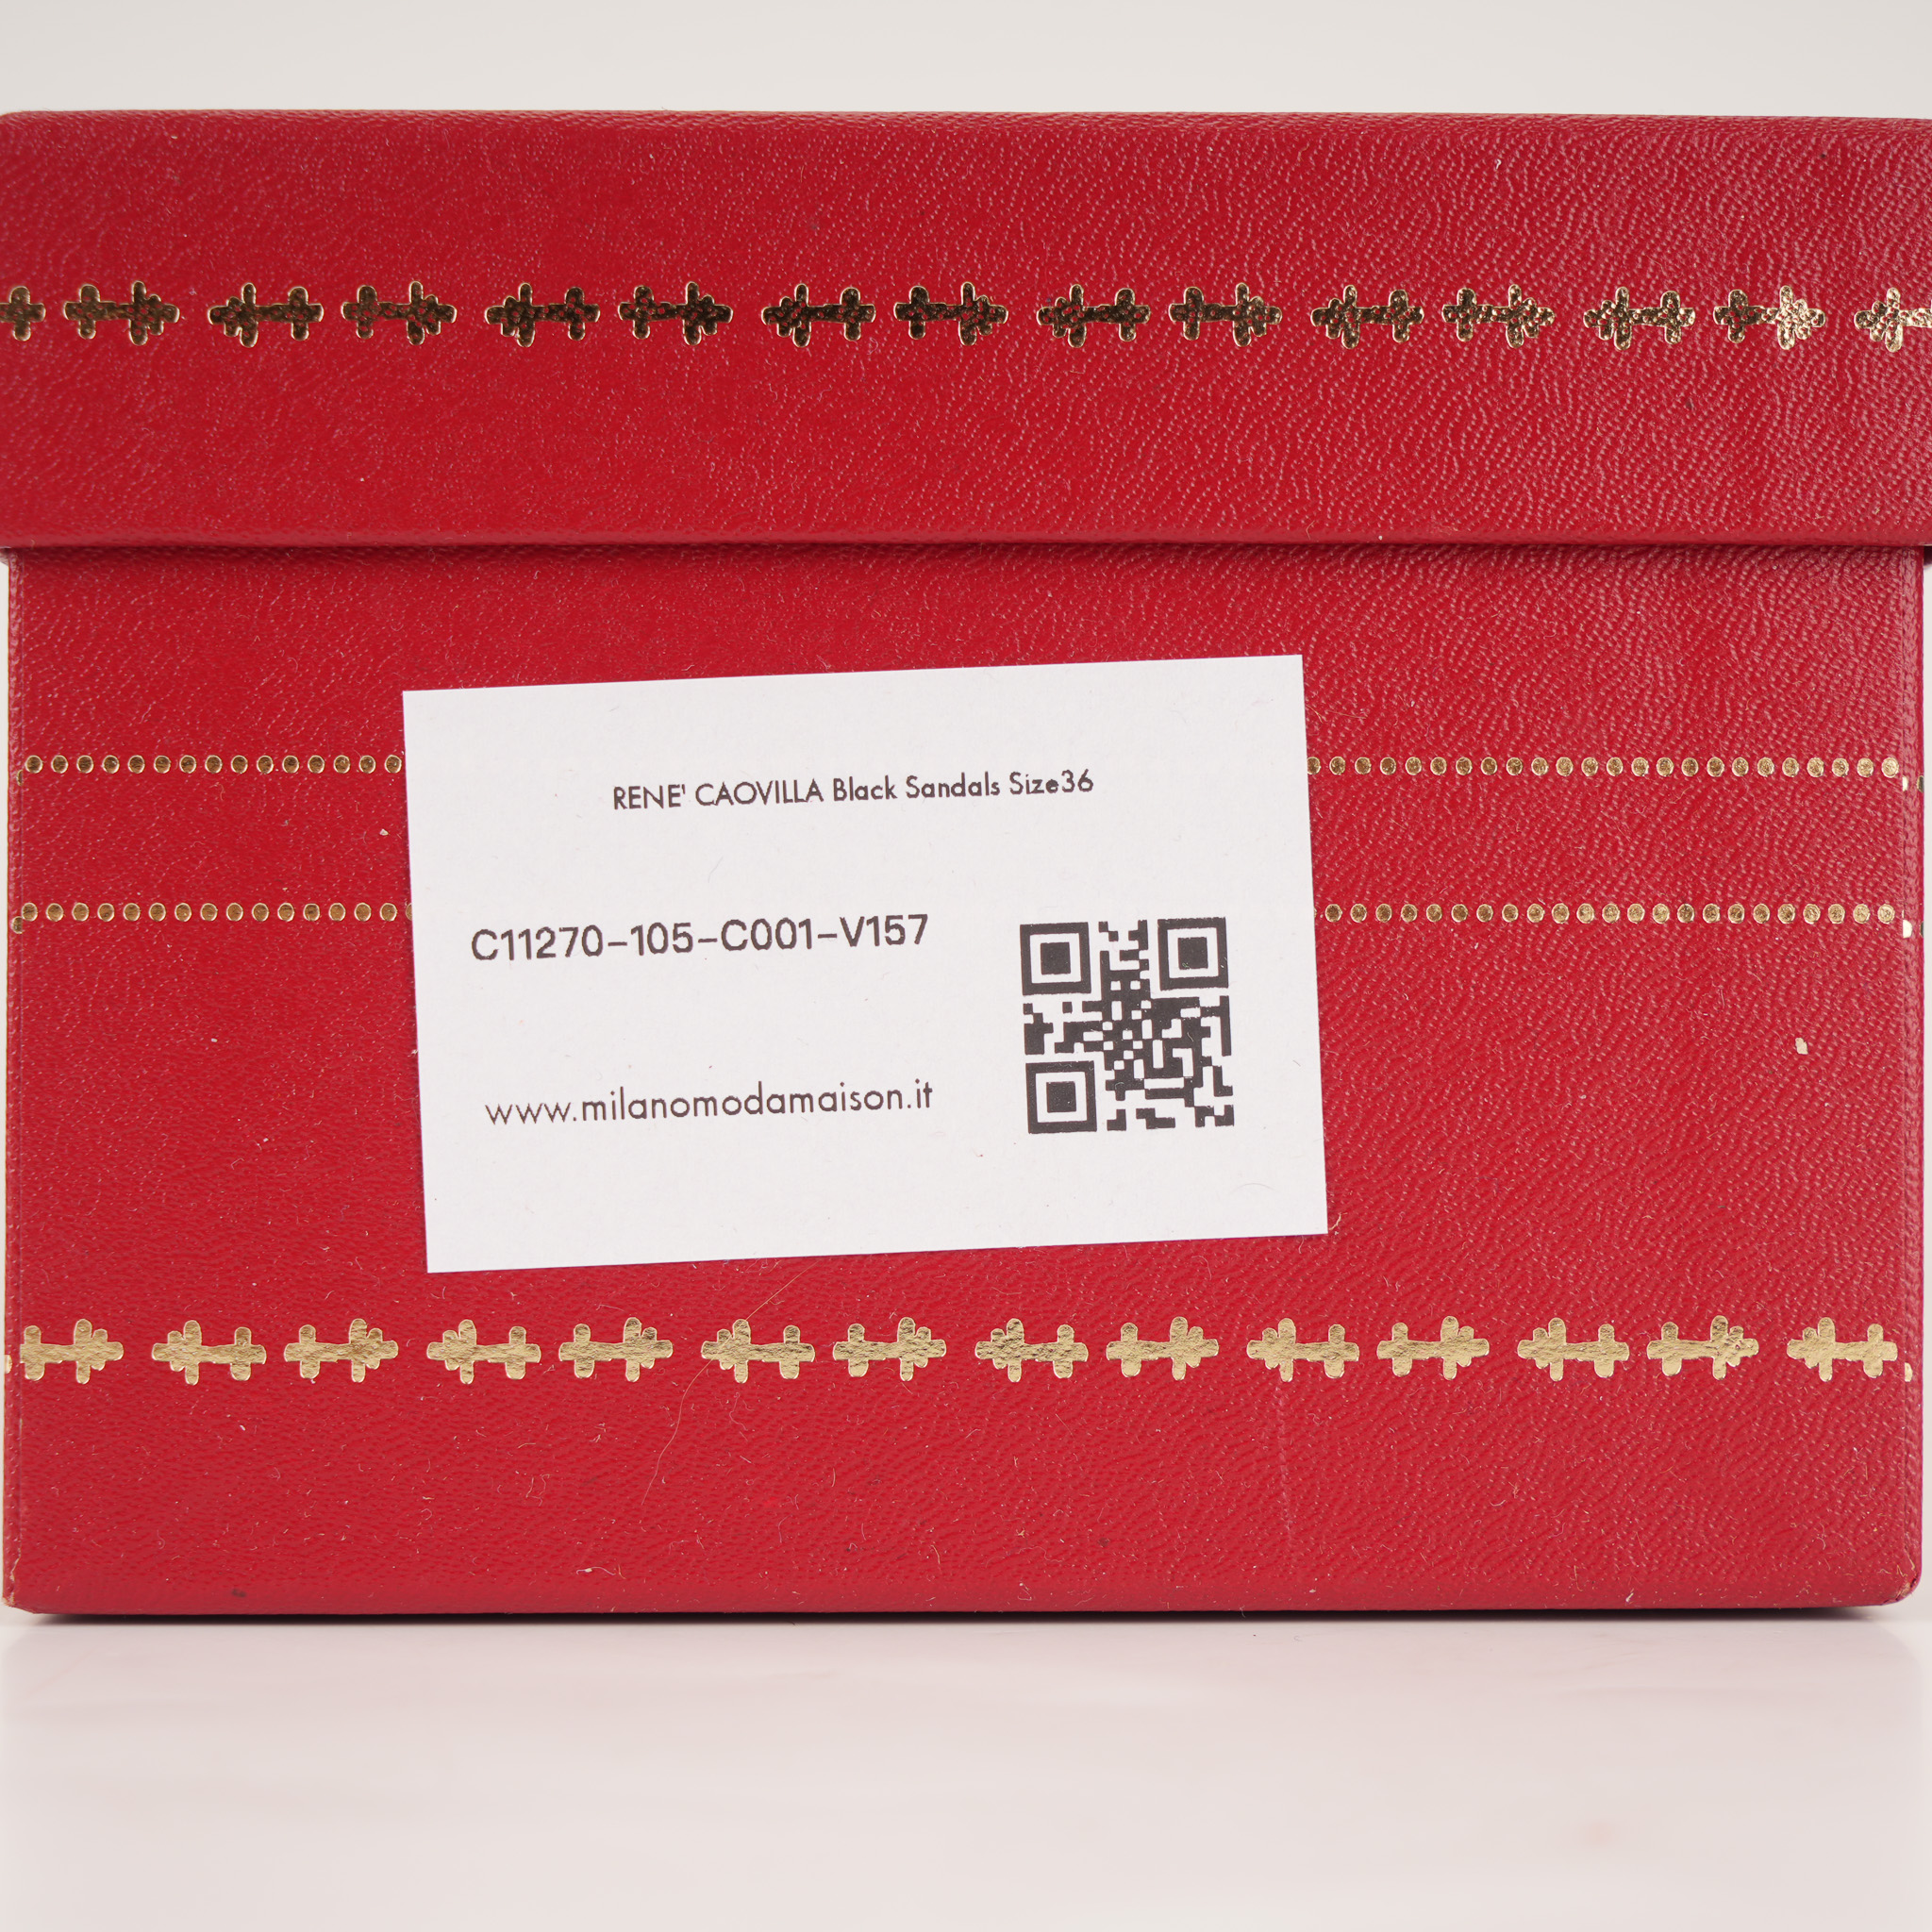 RENE' CAOVILLA Black Sandals Size36
C11270-105-C001-V157
www.milanomodamaison.it